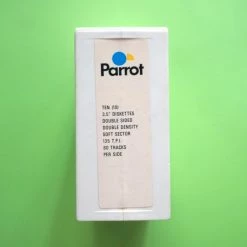 Parrot
TEN (10)
3.5" DISKETTES
DOUBLE SIDED
DOUBLE DENSITY
SOFT SECTOR
135 T.P.I.
80 TRACKS
PER SIDE